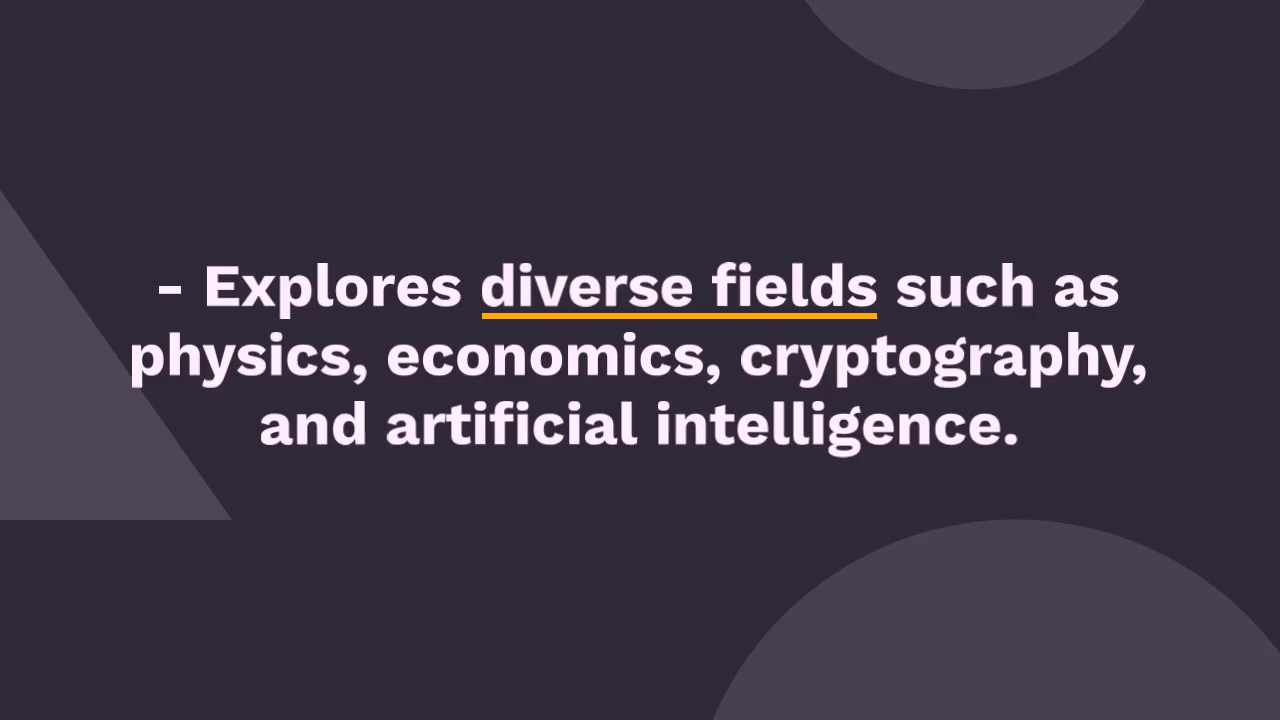 - Explores diverse fields such as
physics, economics, cryptography,
and artificial intelligence.